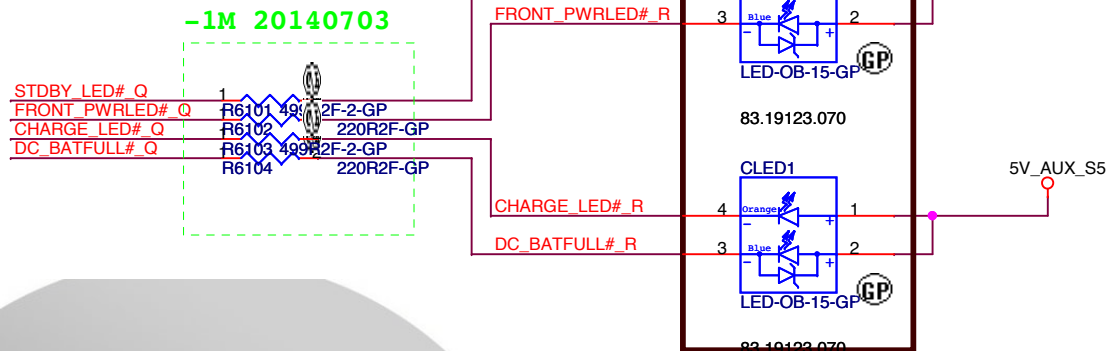 -1M 20140703
FRONT_PWRLED#_R
3
Blue
2
LED-OB-15-GP
GP
83.19123.070
STDBY_LED#_Q
1
R6101
2F-2-GP
FRONT_PWRLED#_Q
R6102
220R2F-GP
CHARGE_LED#_Q
R6103 499R2F-2-GP
DC_BATFULL#_Q
R6104
220R2F-GP
CLED1
5V_AUX_S5
CHARGE_LED#_R
4
Orange
1
DC_BATFULL#_R
3
Blue
2
LED-OB-15-GP
GP
83.19123.070